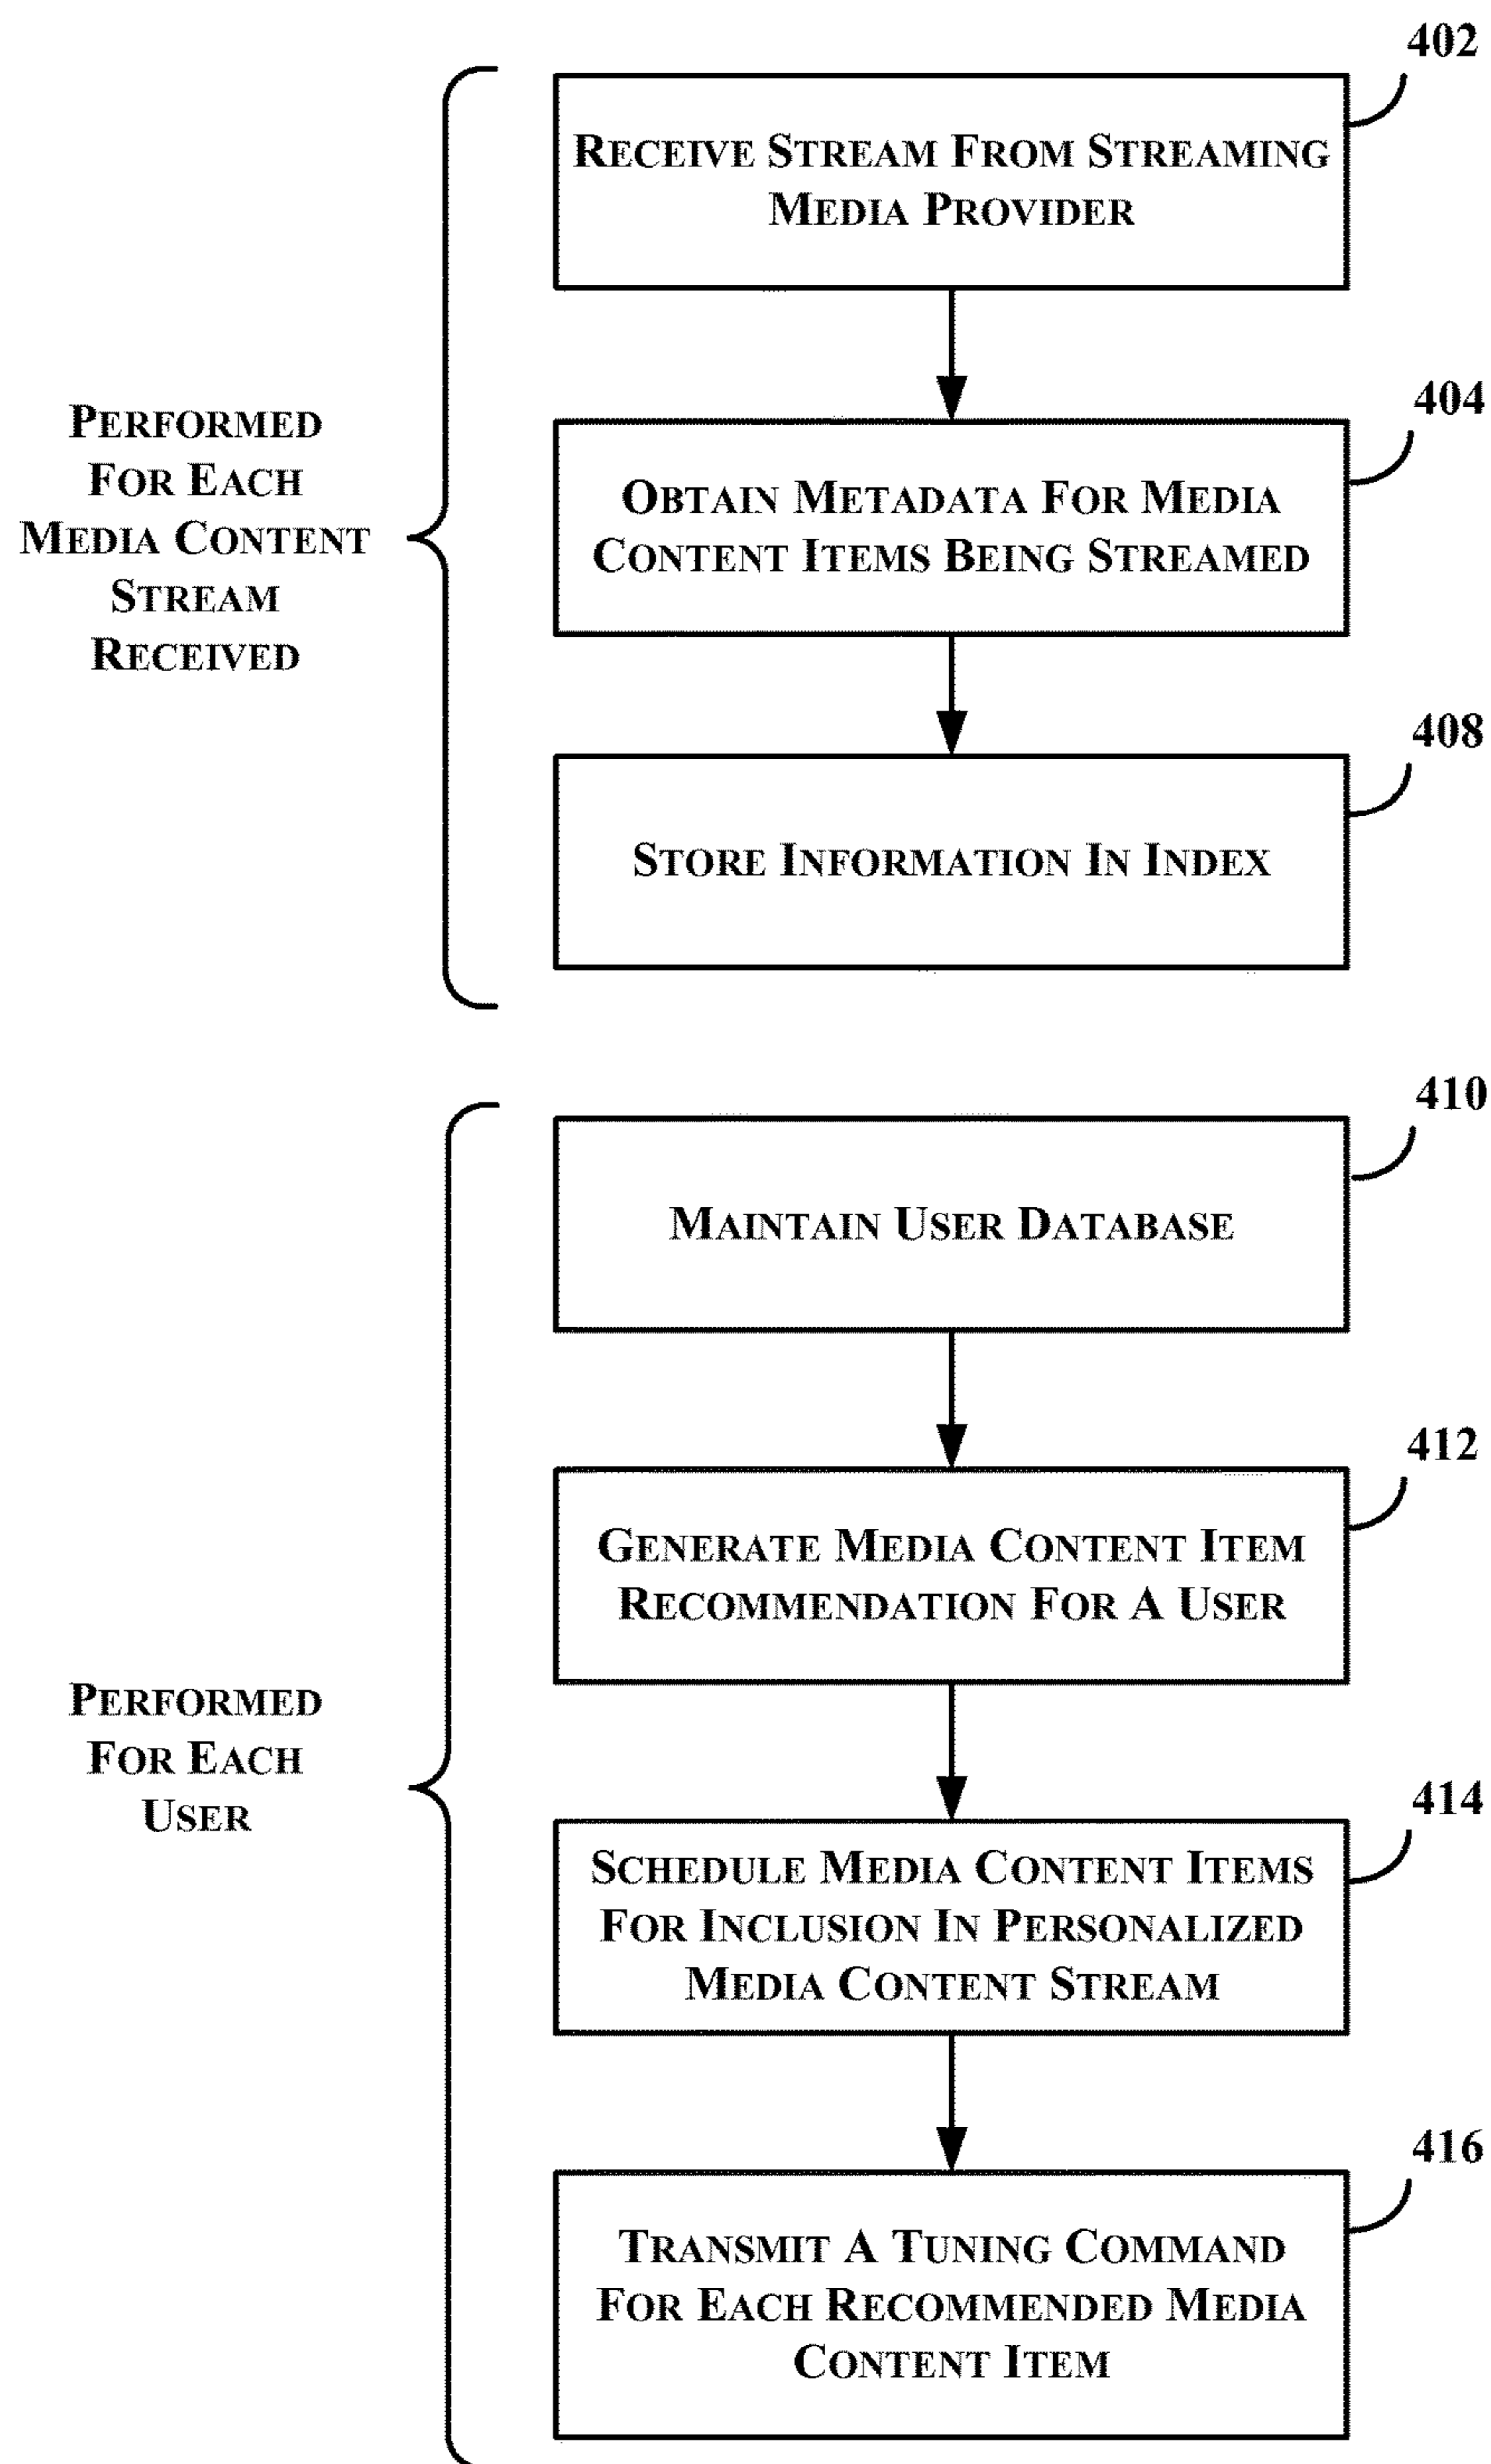 402
RECEIVE STREAM FROM STREAMING
MEDIA PROVIDER
404
OBTAIN METADATA FOR MEDIA
CONTENT ITEMS BEING STREAMED
PERFORMED
FOR EACH
MEDIA CONTENT
STREAM
RECEIVED
408
STORE INFORMATION IN INDEX
410
MAINTAIN USER DATABASE
412
GENERATE MEDIA CONTENT ITEM
RECOMMENDATION FOR A USER
PERFORMED
FOR EACH
USER
414
SCHEDULE MEDIA CONTENT ITEMS
FOR INCLUSION IN PERSONALIZED
MEDIA CONTENT STREAM
416
TRANSMIT A TUNING COMMAND
FOR EACH RECOMMENDED MEDIA
CONTENT ITEM